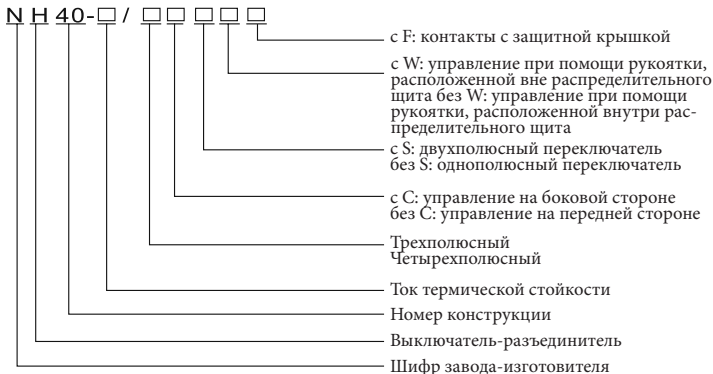 NH40-□/□□□□□
с F: контакты с защитной крышкой
с W: управление при помощи рукоятки,
расположенной вне распределительного
щита без W: управление при помощи
рукоятки, расположенной внутри рас-
пределительного щита
с S: двухполюсный переключатель
без S: однополюсный переключатель
с C: управление на боковой стороне
без C: управление на передней стороне
Трехполюсный
Четырехполюсный
Ток термической стойкости
Номер конструкции
Выключатель-разъединитель
Шифр завода-изготовителя